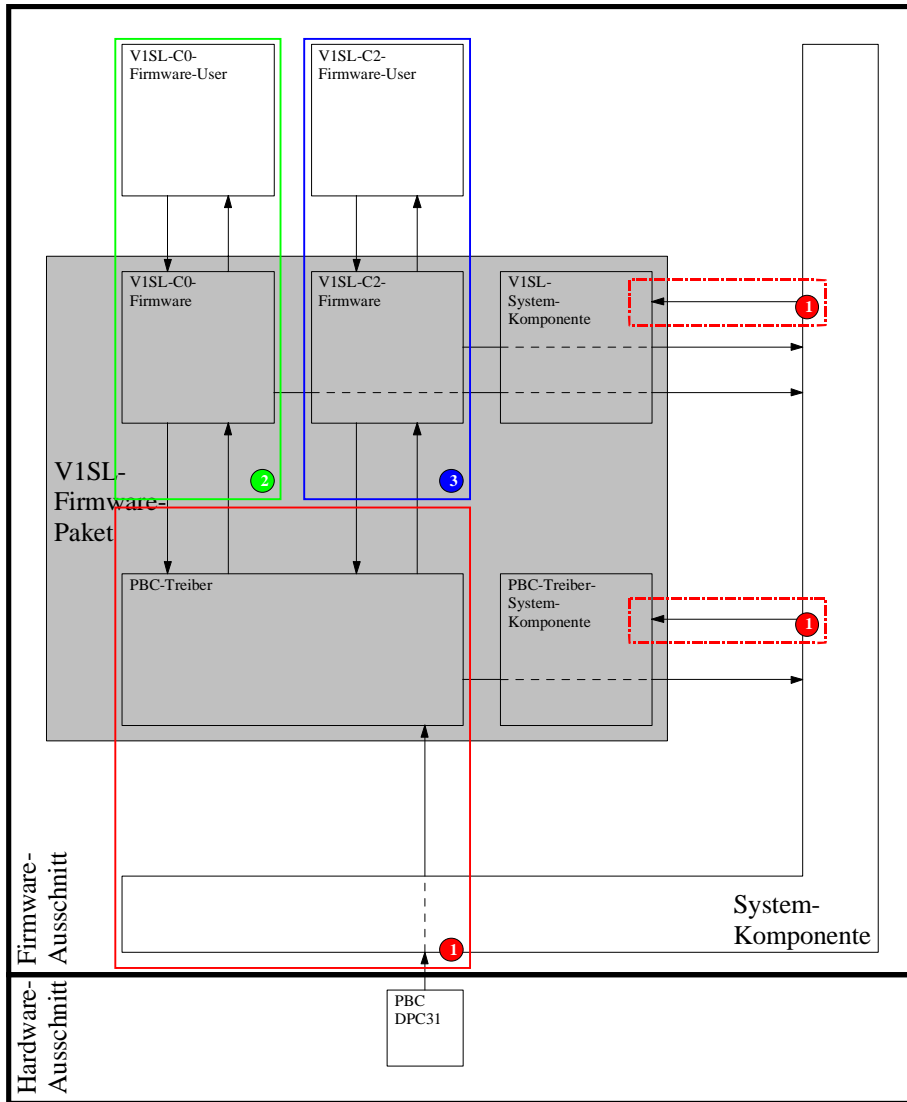 V1SL-C0-
Firmware-User
V1SL-C2-
Firmware-User
V1SL-C0-
Firmware
V1SL-C2-
Firmware
V1SL-
System-
Komponente
1
V1SL-
Firmware-
Paket
2
3
PBC-Treiber
PBC-Treiber-
System-
Komponente
1
Firmware-
Ausschnitt
System-
Komponente
1
Hardware-
Ausschnitt
PBC
DPC31